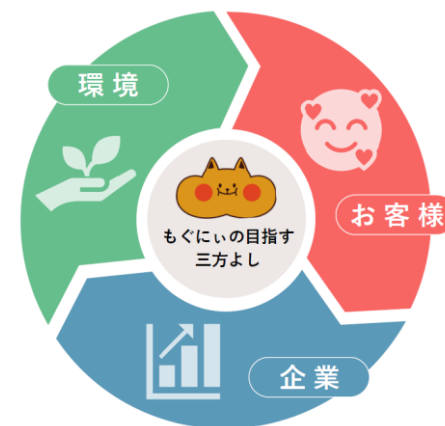 環境
お客様
もぐにぃの目指す
三方よし
企業